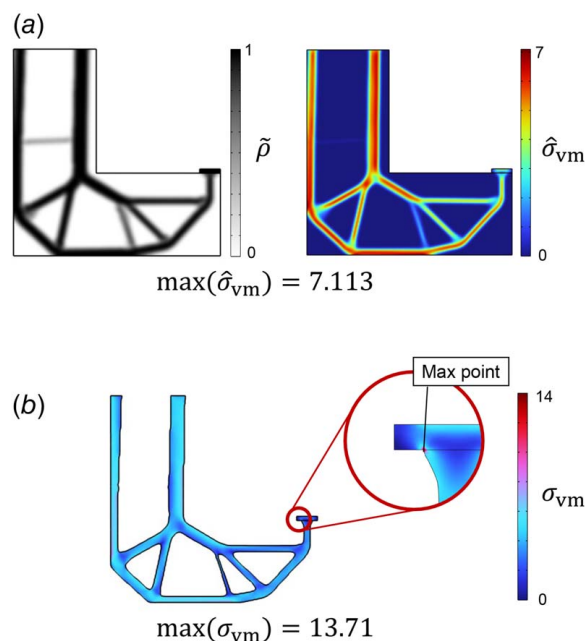 (a)
1
ρ̃
0
7
σ̂vm
0
max(σ̂vm) = 7.113
(b)
Max point
14
σvm
0
max(σvm) = 13.71